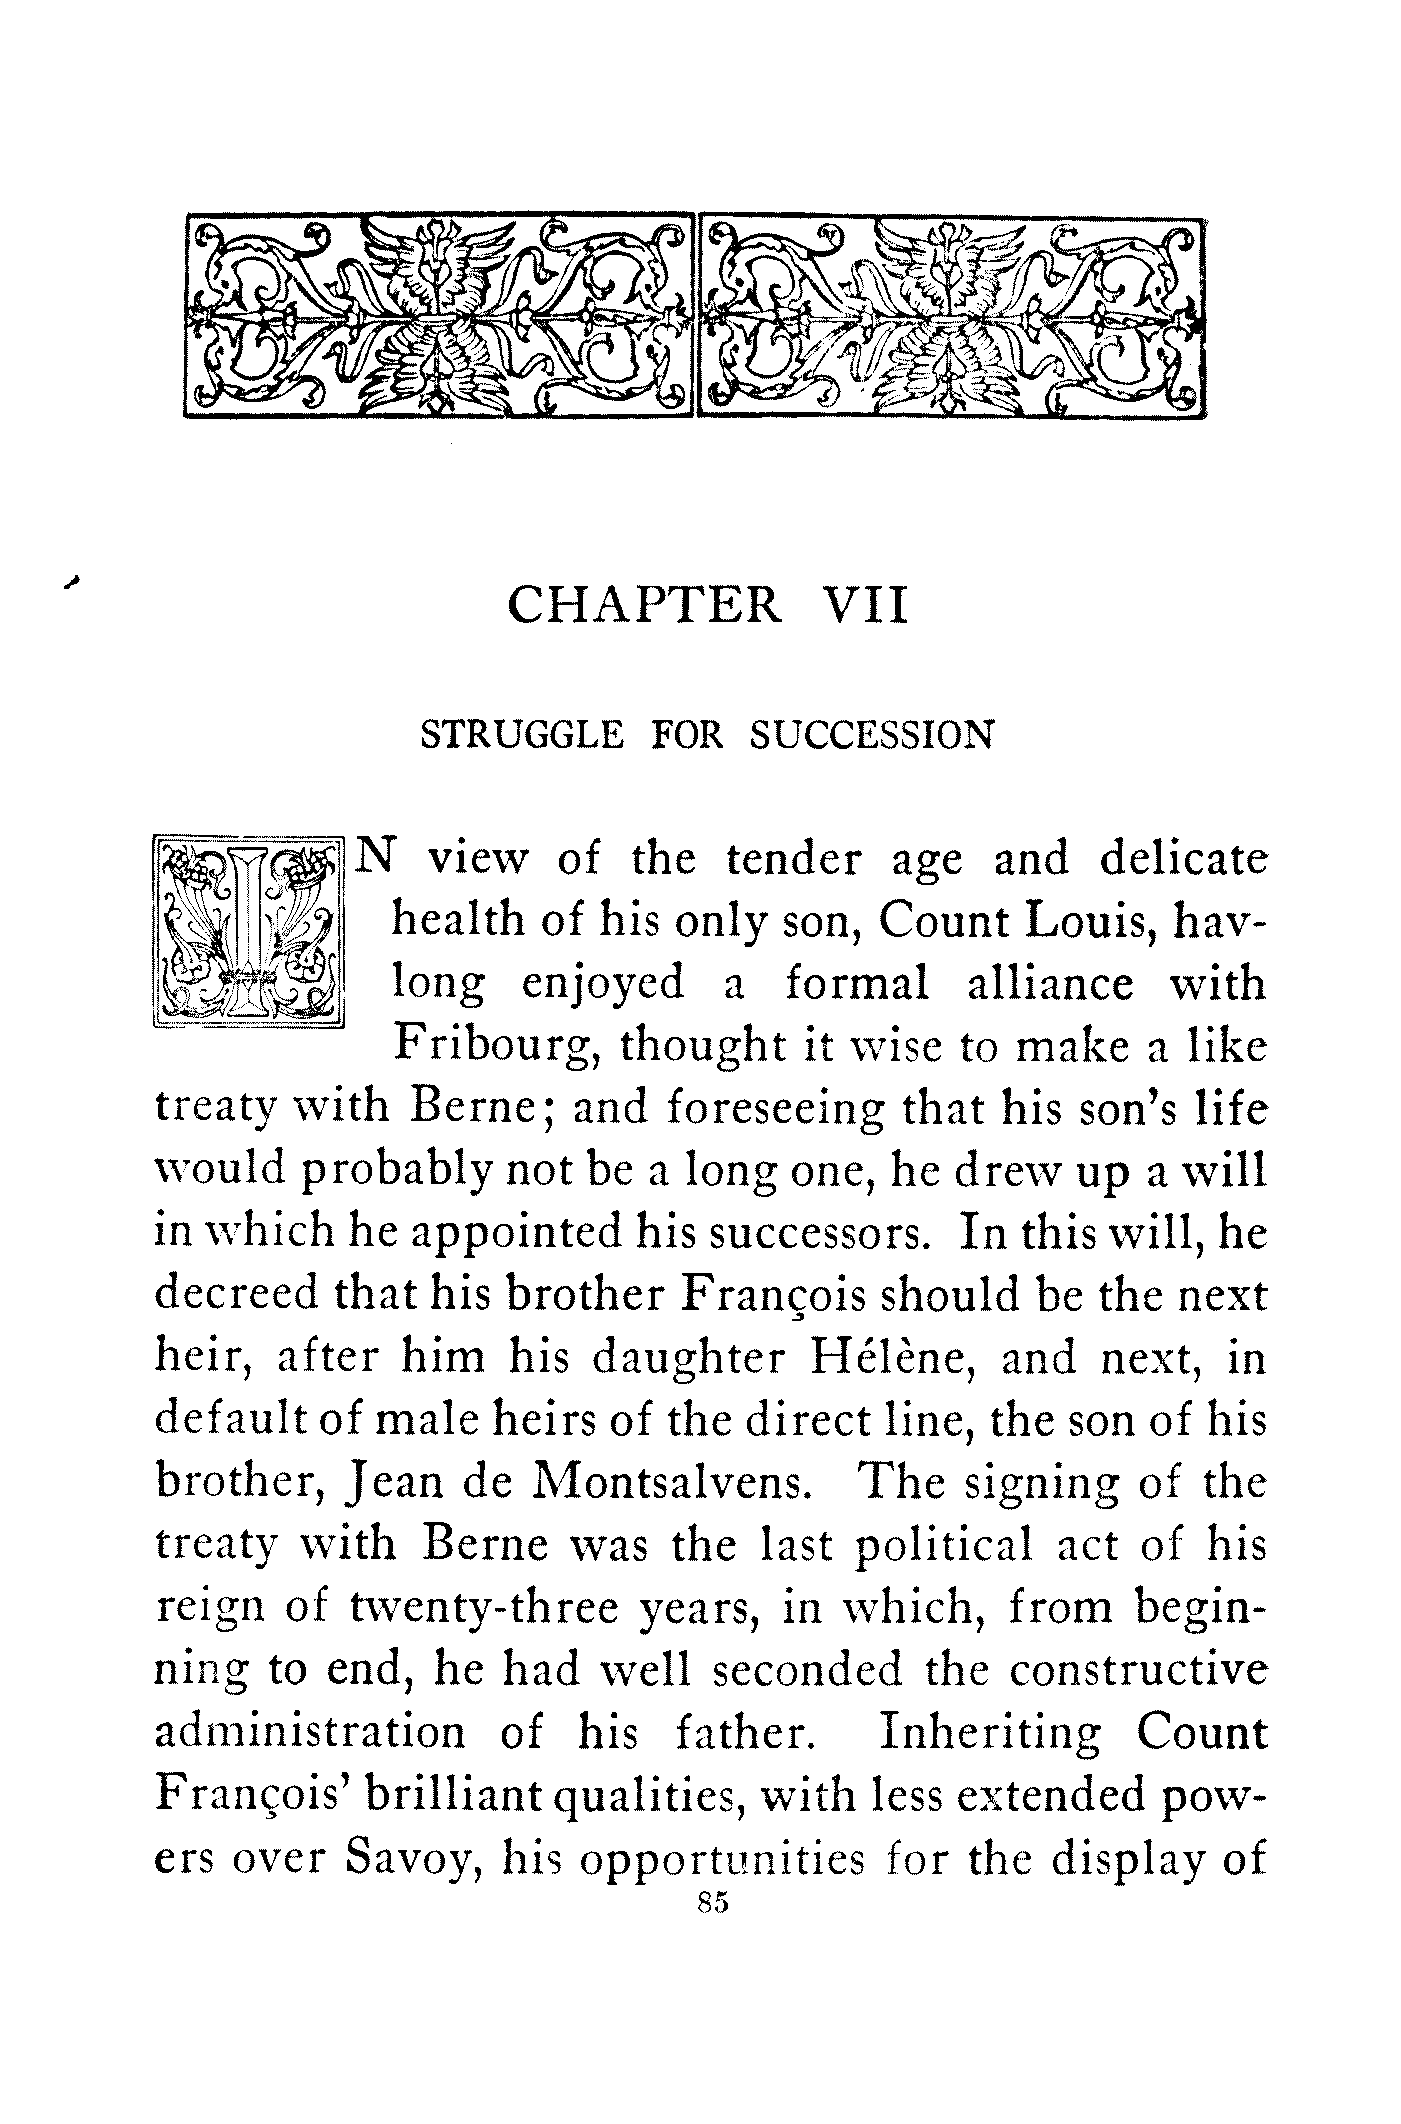 CHAPTER VII
STRUGGLE FOR SUCCESSION
IN view of the tender age and delicate
health of his only son, Count Louis, hav-
long enjoyed a formal alliance with
Fribourg, thought it wise to make a like
treaty with Berne; and foreseeing that his son's life
would probably not be a long one, he drew up a will
in which he appointed his successors. In this will, he
decreed that his brother François should be the next
heir, after him his daughter Hélène, and next, in
default of male heirs of the direct line, the son of his
brother, Jean de Montsalvens. The signing of the
treaty with Berne was the last political act of his
reign of twenty-three years, in which, from begin-
ning to end, he had well seconded the constructive
administration of his father. Inheriting Count
François' brilliant qualities, with less extended pow-
ers over Savoy, his opportunities for the display of
85